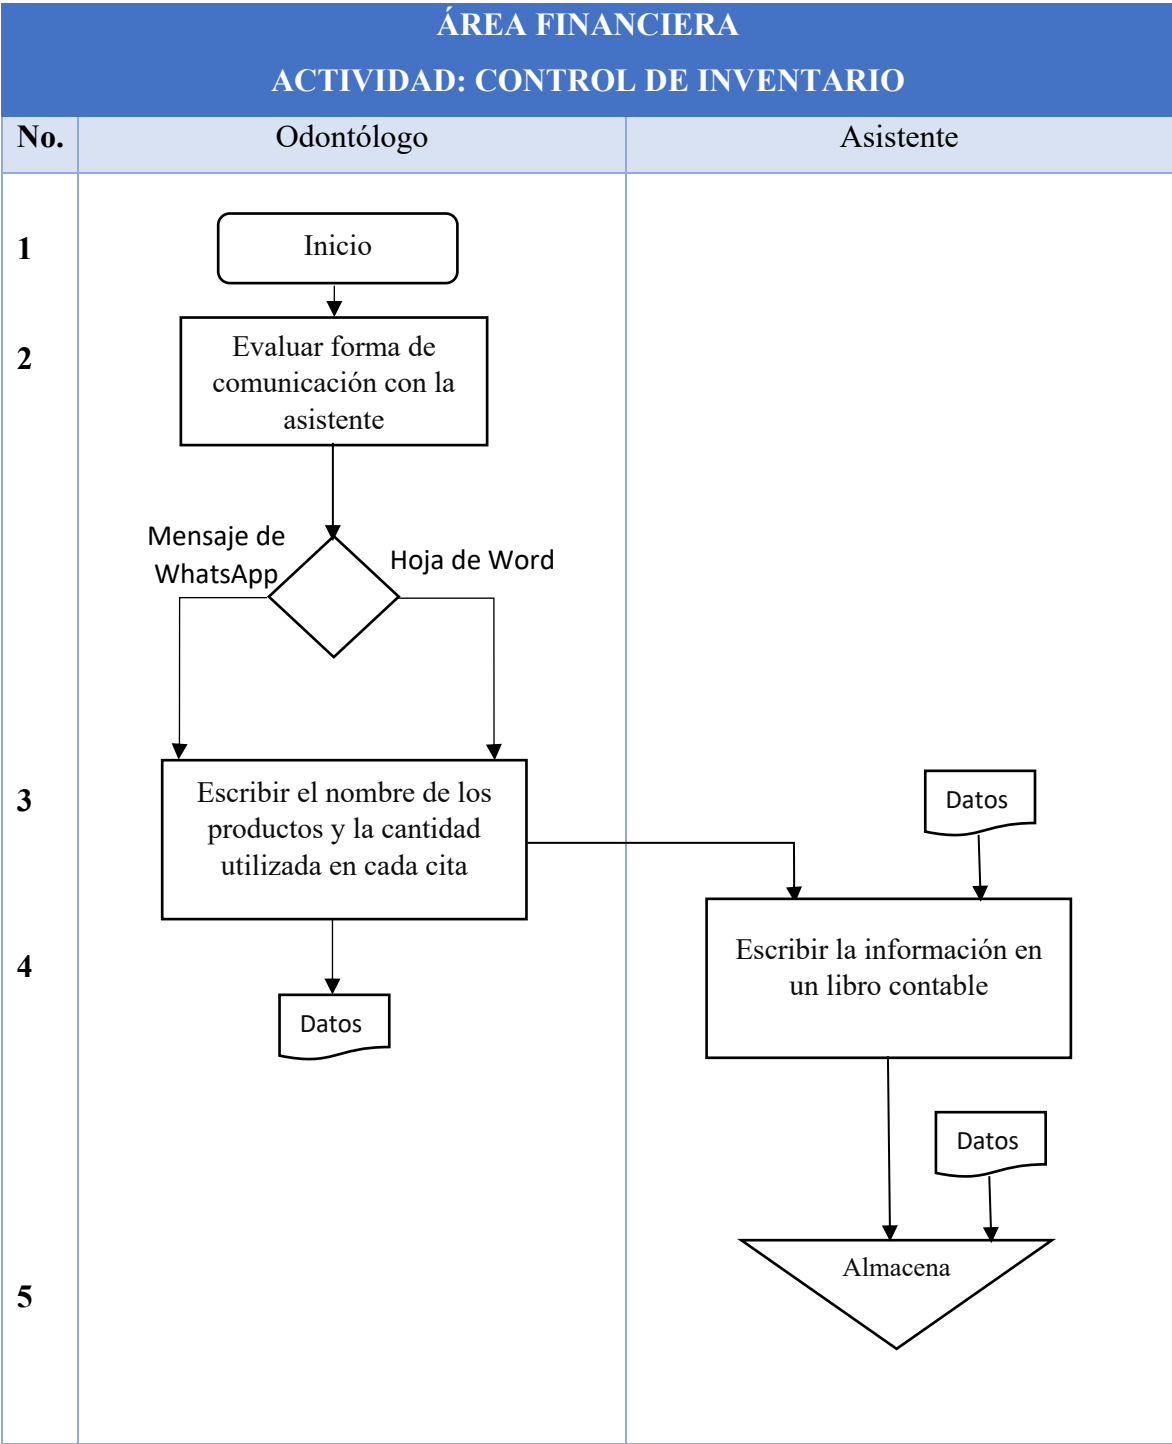 ÁREA FINANCIERA
ACTIVIDAD: CONTROL DE INVENTARIO
No.
Odontólogo
Asistente
1
Inicio
2
Evaluar forma de
comunicación con la
asistente
Mensaje de
WhatsApp
Hoja de Word
3
Escribir el nombre de los
productos y la cantidad
utilizada en cada cita
Datos
4
Escribir la información en
un libro contable
Datos
Datos
5
Almacena